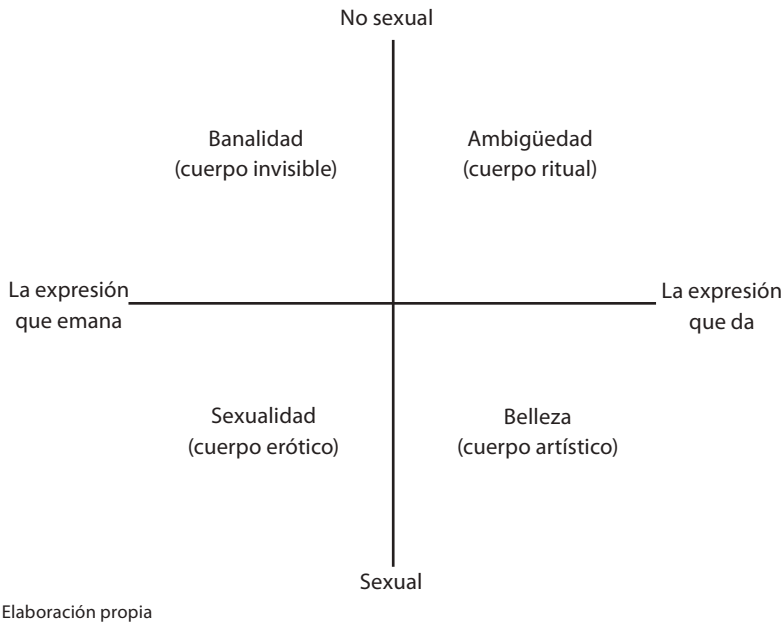 No sexual
Banalidad
(cuerpo invisible)
Ambigüedad
(cuerpo ritual)
La expresión
que emana
La expresión
que da
Sexualidad
(cuerpo erótico)
Belleza
(cuerpo artístico)
Sexual
Elaboración propia